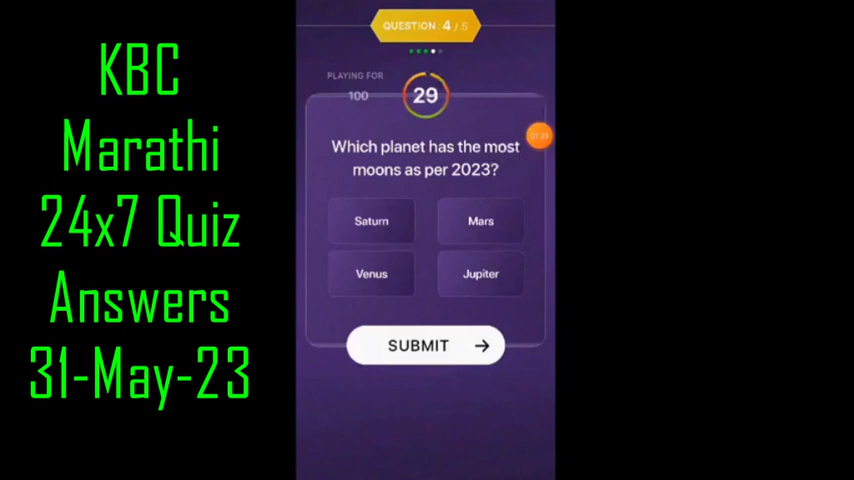 KBC
Marathi
24x7 Quiz
Answers
31-May-23
QUESTION : 4 / 5
PLAYING FOR
100
29
Which planet has the most
moons as per 2023?
Saturn
Mars
Venus
Jupiter
SUBMIT